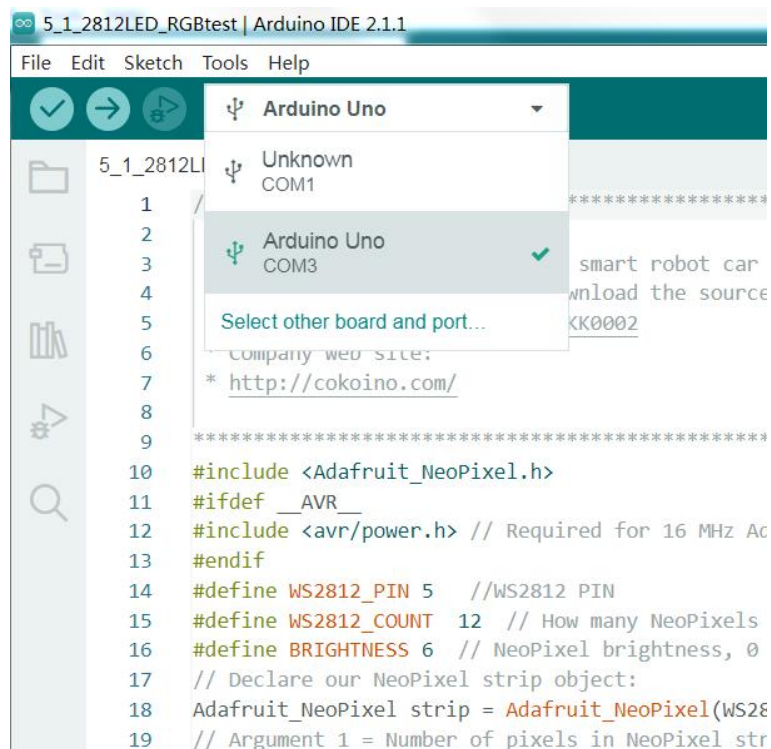 5_1_2812LED_RGBtest | Arduino IDE 2.1.1
File Edit Sketch Tools Help
Arduino Uno
5_1_2812L
Unknown
COM1
Arduino Uno
COM3
Select other board and port...
1 / *****************
2
3 smart robot car
4 wnload the source
5 KK0002
6 * Company web site:
7 * http://cokoino.com/
8
9 ************************************************
10 #include <Adafruit_NeoPixel.h>
11 #ifdef __AVR__
12 #include <avr/power.h> // Required for 16 MHz Ad
13 #endif
14 #define WS2812_PIN 5 //WS2812 PIN
15 #define WS2812_COUNT 12 // How many NeoPixels
16 #define BRIGHTNESS 6 // NeoPixel brightness, 0
17 // Declare our NeoPixel strip object:
18 Adafruit_NeoPixel strip = Adafruit_NeoPixel(WS28
19 // Argument 1 = Number of pixels in NeoPixel str